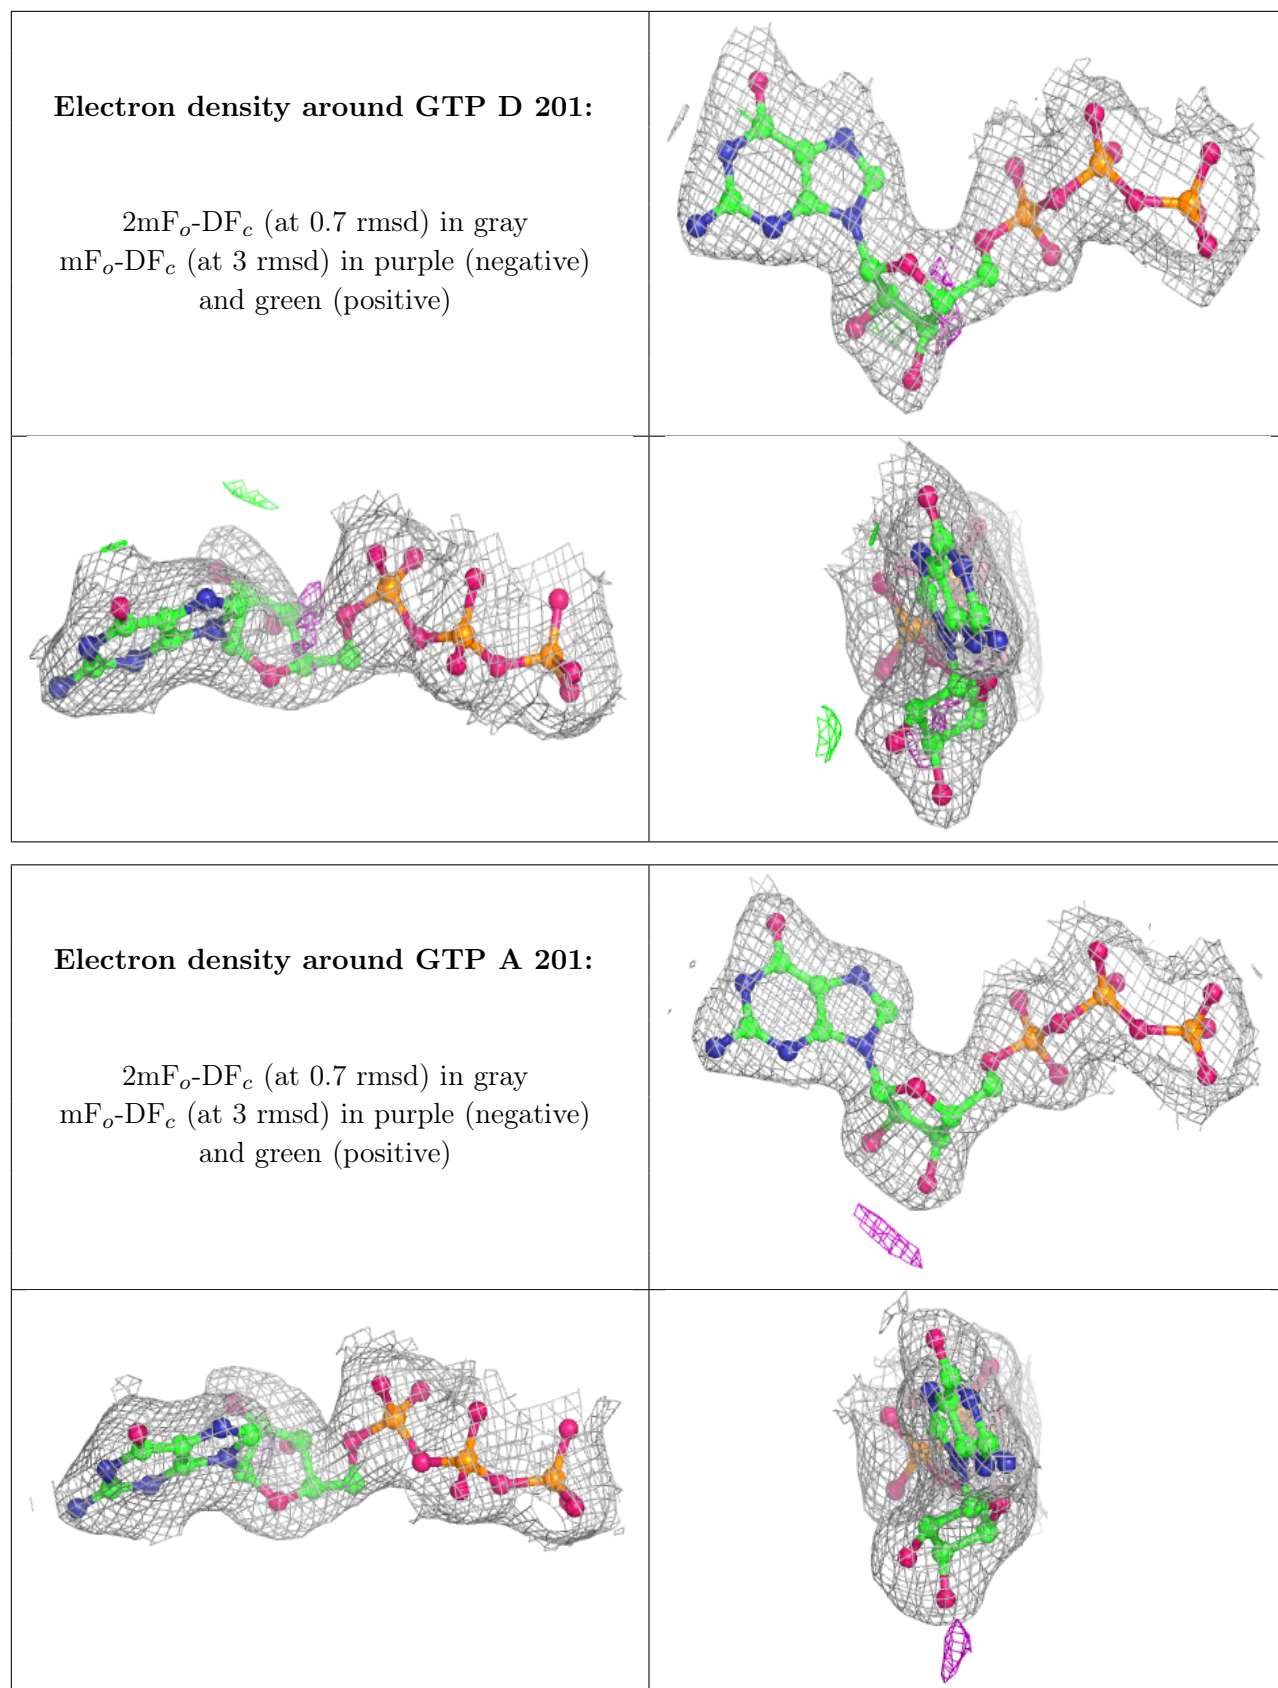 Electron density around GTP D 201:
2mFo-DFc (at 0.7 rmsd) in gray
mFo-DFc (at 3 rmsd) in purple (negative)
and green (positive)
Electron density around GTP A 201:
2mFo-DFc (at 0.7 rmsd) in gray
mFo-DFc (at 3 rmsd) in purple (negative)
and green (positive)